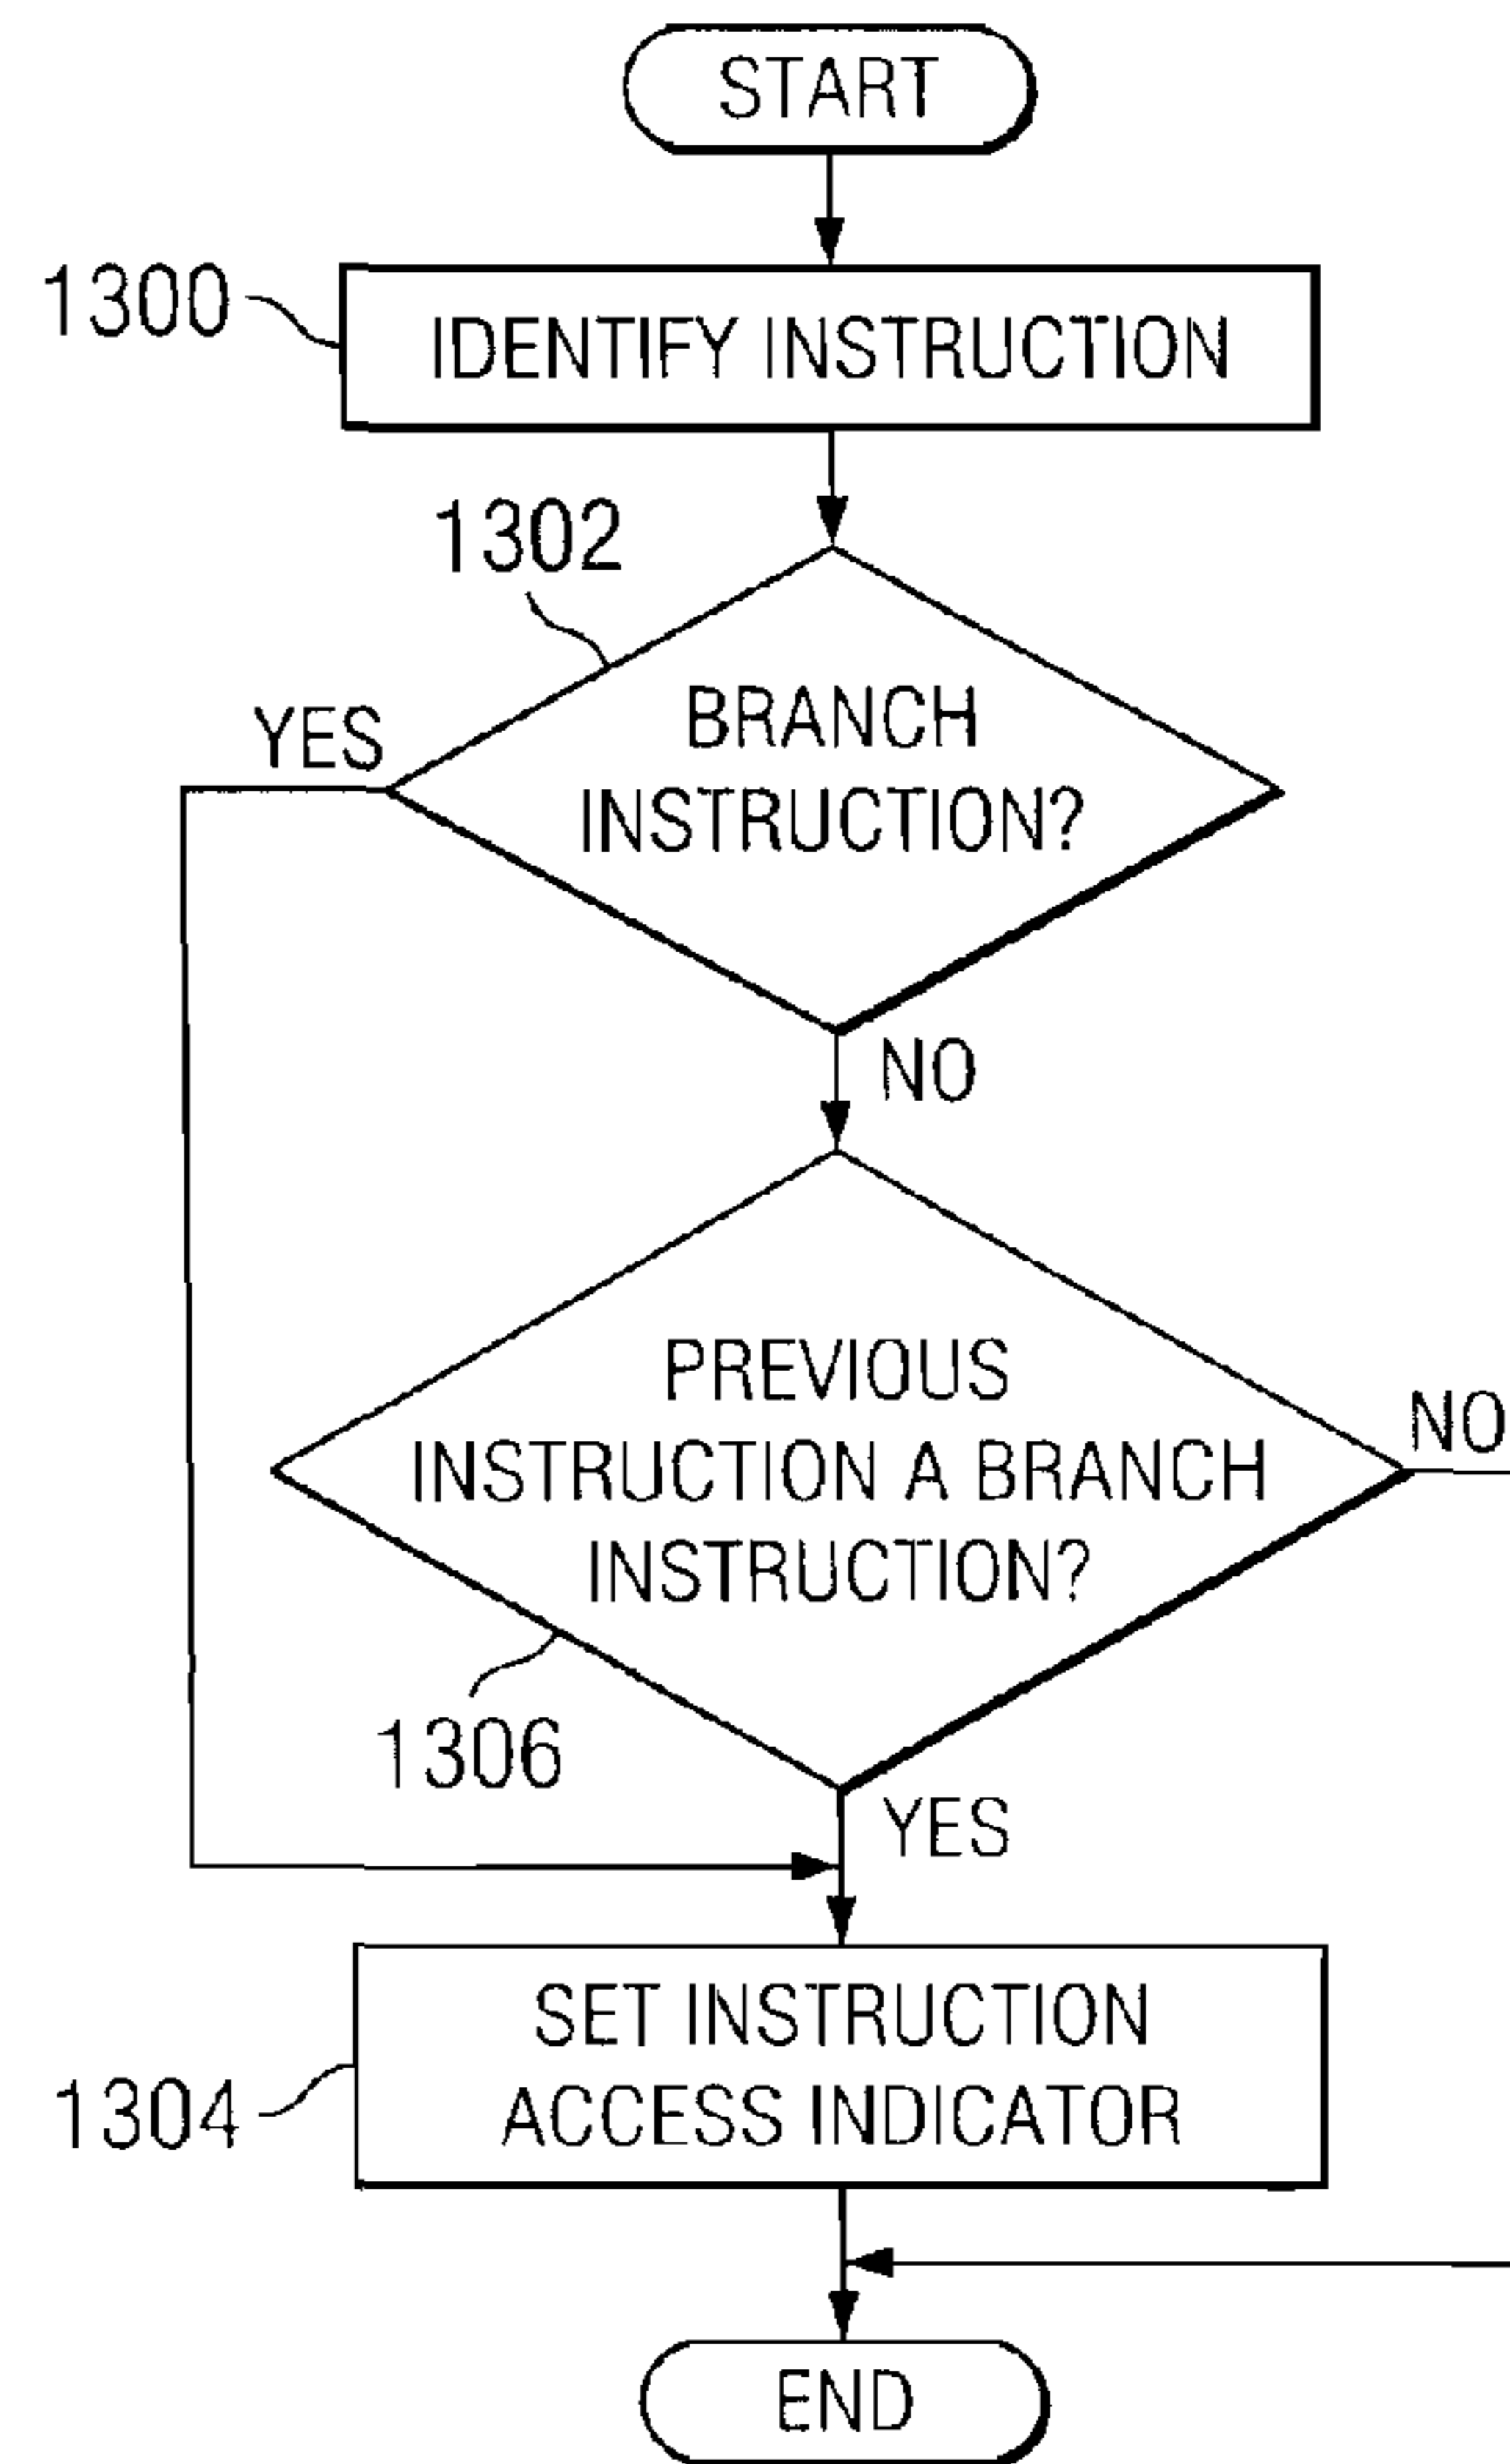 START
1300
IDENTIFY INSTRUCTION
1302
YES
BRANCH
INSTRUCTION?
NO
PREVIOUS
INSTRUCTION A BRANCH
INSTRUCTION?
NO
1306
YES
SET INSTRUCTION
ACCESS INDICATOR
1304
END